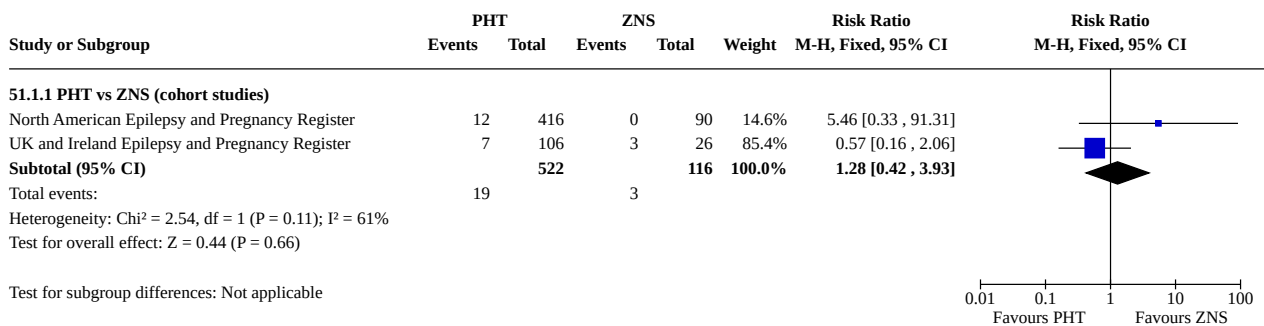 PHT ZNS Risk Ratio Risk Ratio
Study or Subgroup Events Total Events Total Weight M-H, Fixed, 95% CI M-H, Fixed, 95% CI
51.1.1 PHT vs ZNS (cohort studies)
North American Epilepsy and Pregnancy Register 12 416 0 90 14.6% 5.46 [0.33 , 91.31]
UK and Ireland Epilepsy and Pregnancy Register 7 106 3 26 85.4% 0.57 [0.16 , 2.06]
Subtotal (95% CI) 522 116 100.0% 1.28 [0.42 , 3.93]
Total events: 19 3
Heterogeneity: Chi² = 2.54, df = 1 (P = 0.11); I² = 61%
Test for overall effect: Z = 0.44 (P = 0.66)
Test for subgroup differences: Not applicable
0.01 0.1 1 10 100
Favours PHT Favours ZNS